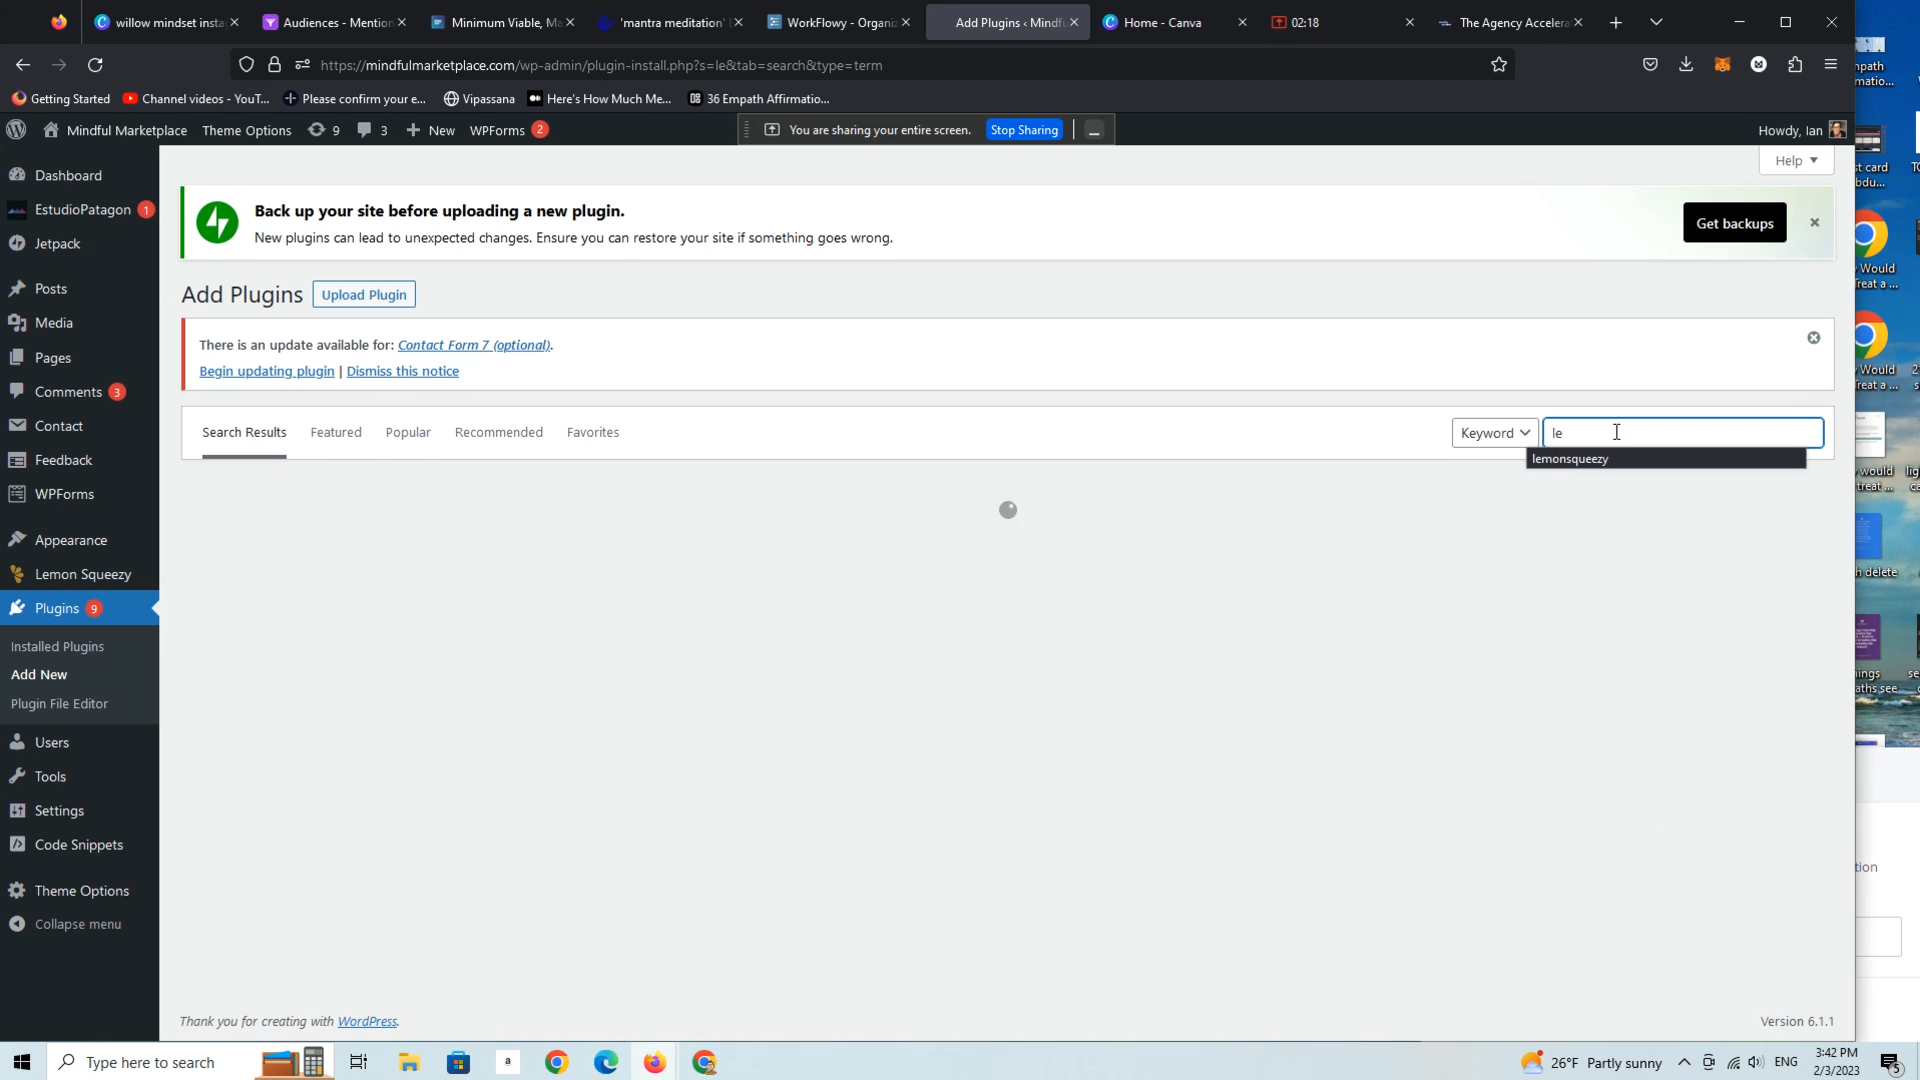 willow mindset insta
Audiences - Mention
Minimum Viable, Ma
'mantra meditation'
WorkFlowy - Organiz
Add Plugins ‹ Mindfu
Home - Canva
02:18
The Agency Accelera
https://mindfulmarketplace.com/wp-admin/plugin-install.php?s=le&tab=search&type=term
Getting Started
Channel videos - YouT...
Please confirm your e...
Vipassana
Here's How Much Me...
36 Empath Affirmatio...
Mindful Marketplace
Theme Options
9
3
New
WPForms 2
You are sharing your entire screen.
Stop Sharing
Howdy, Ian
Help
Dashboard
EstudioPatagon 1
Jetpack
Posts
Media
Pages
Comments 3
Contact
Feedback
WPForms
Appearance
Lemon Squeezy
Plugins 9
Installed Plugins
Add New
Plugin File Editor
Users
Tools
Settings
Code Snippets
Theme Options
Collapse menu
Back up your site before uploading a new plugin.
New plugins can lead to unexpected changes. Ensure you can restore your site if something goes wrong.
Get backups
Add Plugins
Upload Plugin
There is an update available for: Contact Form 7 (optional).
Begin updating plugin | Dismiss this notice
Search Results
Featured
Popular
Recommended
Favorites
Keyword
le
lemonsqueezy
Thank you for creating with WordPress.
Version 6.1.1
Type here to search
a
26°F Partly sunny
ENG
3:42 PM
2/3/2023
5